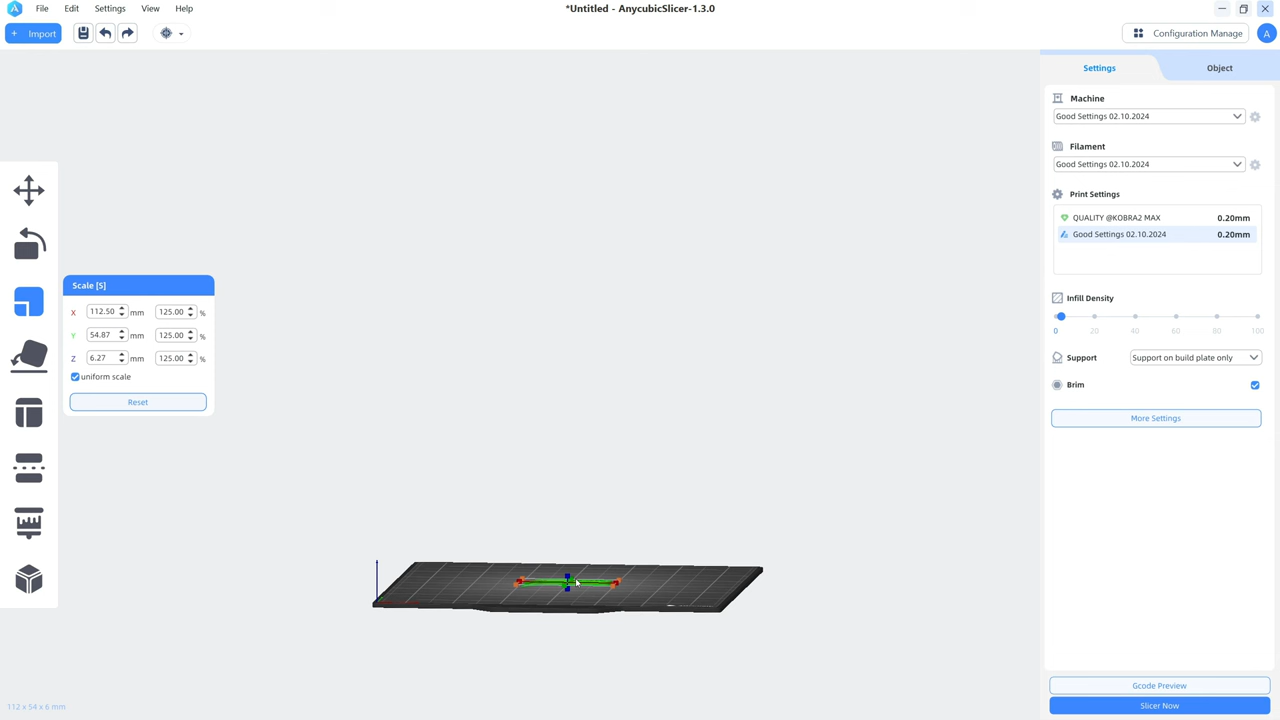 *Untitled - AnycubicSlicer-1.3.0
File Edit Settings View Help
+ Import
Configuration Manage
A
Settings
Object
Machine
Good Settings 02.10.2024
Filament
Good Settings 02.10.2024
Print Settings
QUALITY @KOBRA2 MAX 0.20mm
Good Settings 02.10.2024 0.20mm
Infill Density
0 20 40 60 80 100
Support
Support on build plate only
Brim
More Settings
Gcode Preview
Slicer Now
Scale [S]
X 112.50 mm 125.00 %
Y 54.87 mm 125.00 %
Z 6.27 mm 125.00 %
uniform scale
Reset
112 x 54 x 6 mm